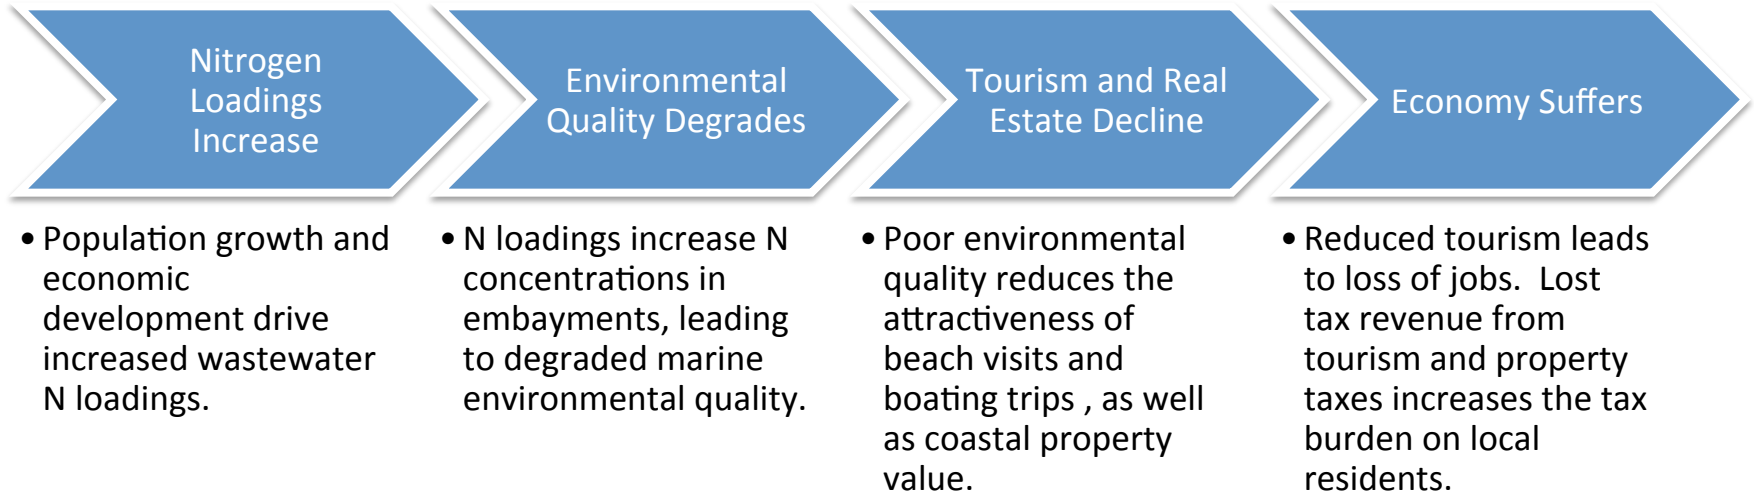 Nitrogen
Loadings
Increase
• Population growth and
economic
development drive
increased wastewater
N loadings.
Environmental
Quality Degrades
• N loadings increase N
concentrations in
embayments, leading
to degraded marine
environmental quality.
Tourism and Real
Estate Decline
• Poor environmental
quality reduces the
attractiveness of
beach visits and
boating trips , as well
as coastal property
value.
Economy Suffers
• Reduced tourism leads
to loss of jobs.  Lost
tax revenue from
tourism and property
taxes increases the tax
burden on local
residents.